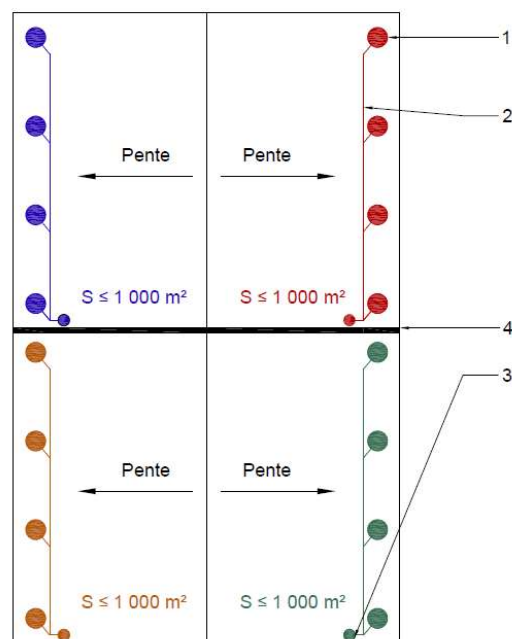 1
2
Pente Pente
S ≤ 1 000 m² S ≤ 1 000 m²
4
3
Pente Pente
S ≤ 1 000 m² S ≤ 1 000 m²